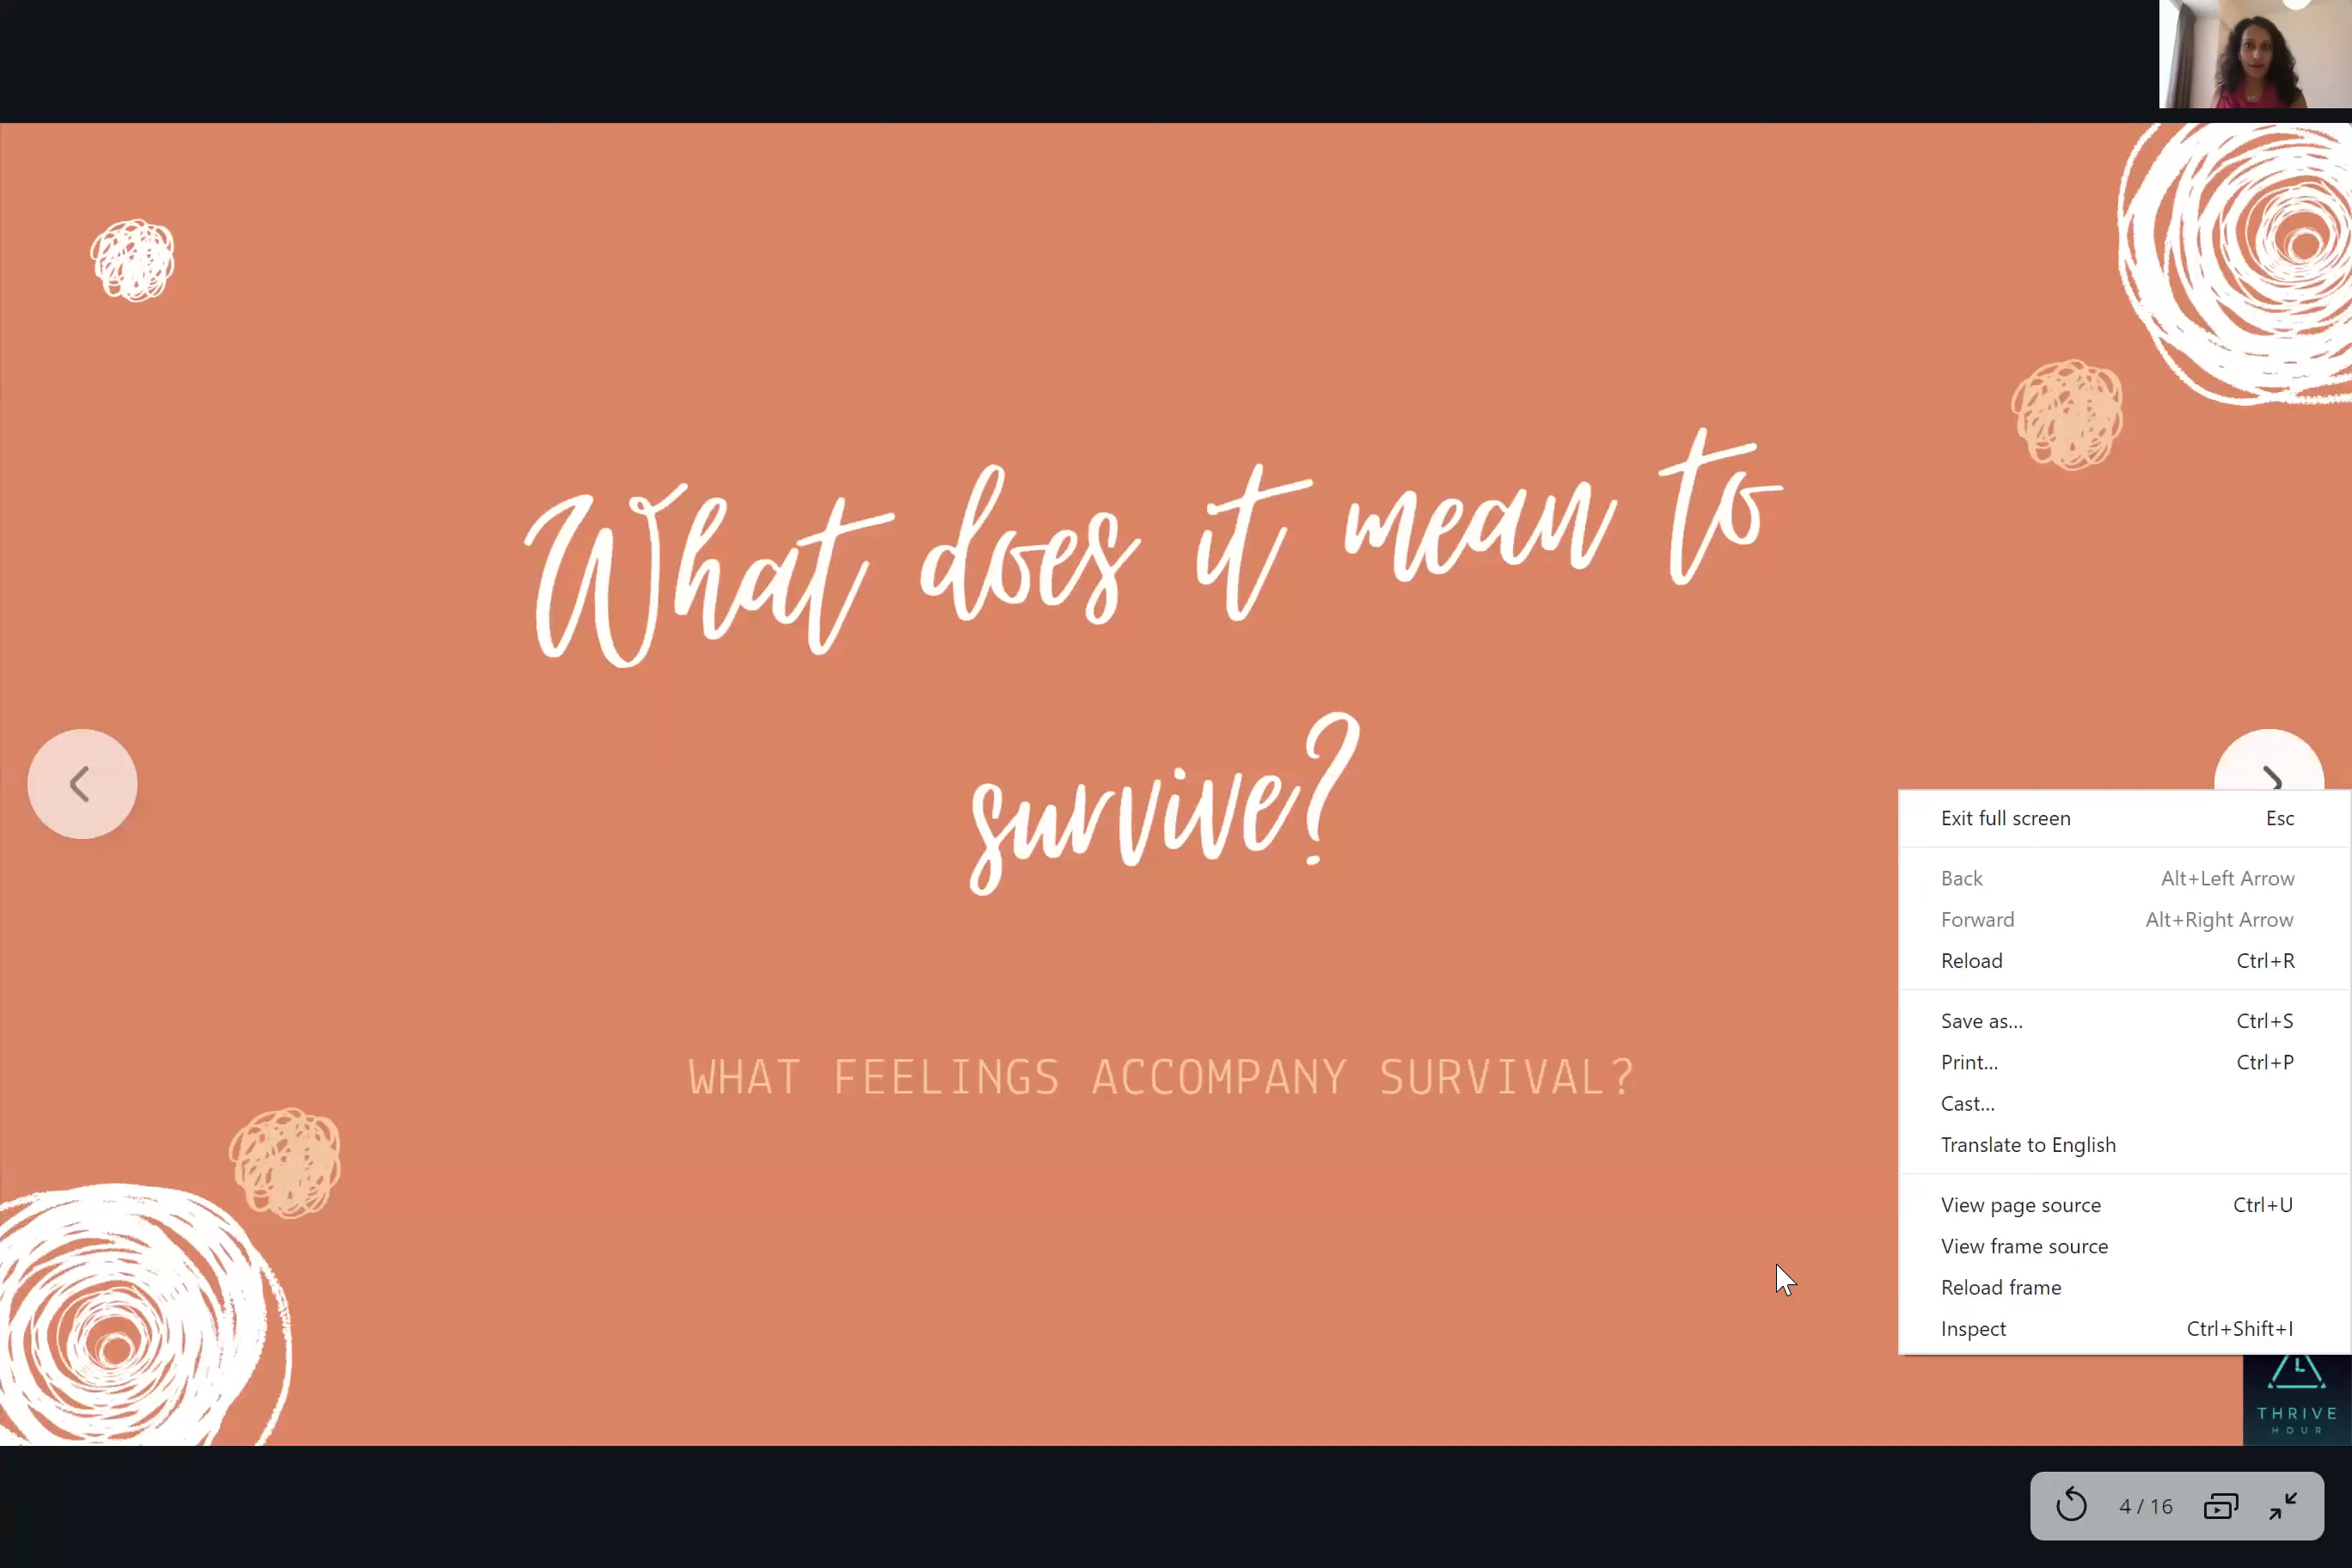 What does it mean to
survive?
WHAT FEELINGS ACCOMPANY SURVIVAL?
Exit full screen Esc
Back Alt+Left Arrow
Forward Alt+Right Arrow
Reload Ctrl+R
Save as... Ctrl+S
Print... Ctrl+P
Cast...
Translate to English
View page source Ctrl+U
View frame source
Reload frame
Inspect Ctrl+Shift+I
THRIVE
HOUR
4 / 16